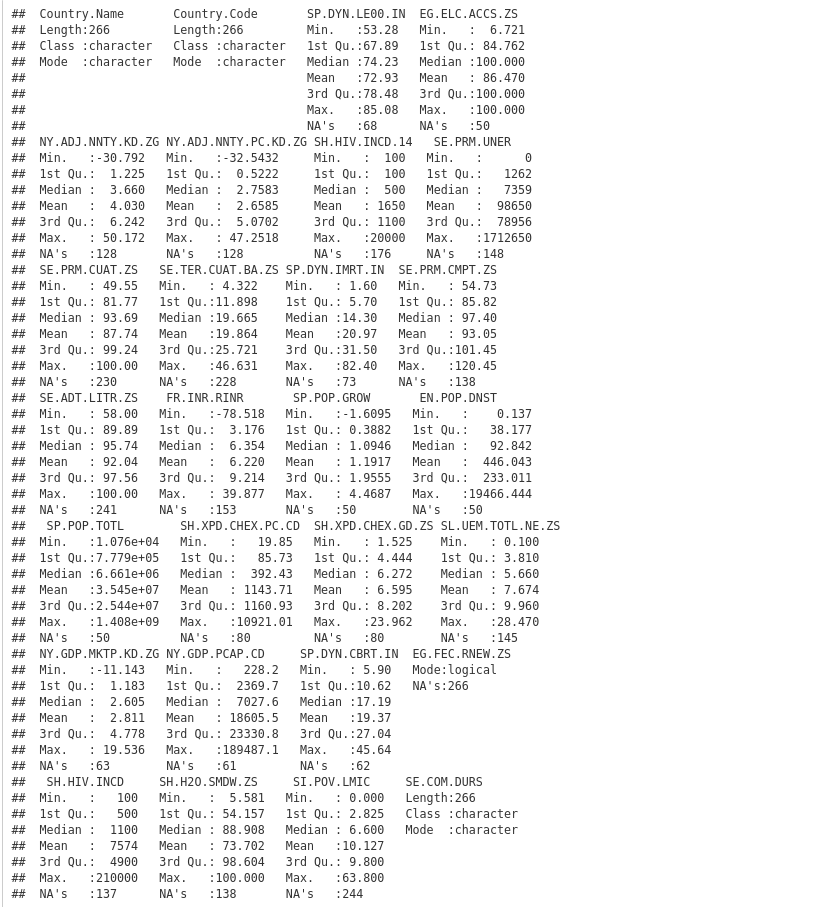 ##  Country.Name       Country.Code       SP.DYN.LE00.IN  EG.ELC.ACCS.ZS
##  Length:266         Length:266         Min.   :53.28   Min.   :  6.721
##  Class :character   Class :character   1st Qu.:67.89   1st Qu.: 84.762
##  Mode  :character   Mode  :character   Median :74.23   Median :100.000
##                                        Mean   :72.93   Mean   : 86.470
##                                        3rd Qu.:78.48   3rd Qu.:100.000
##                                        Max.   :85.08   Max.   :100.000
##                                        NA's   :68      NA's   :50
##  NY.ADJ.NNTY.KD.ZG NY.ADJ.NNTY.PC.KD.ZG SH.HIV.INCD.14   SE.PRM.UNER
##  Min.   :-30.792   Min.   :-32.5432     Min.   :  100   Min.   :      0
##  1st Qu.:  1.225   1st Qu.:  0.5222     1st Qu.:  100   1st Qu.:   1262
##  Median :  3.660   Median :  2.7583     Median :  500   Median :   7359
##  Mean   :  4.030   Mean   :  2.6585     Mean   : 1650   Mean   :  98650
##  3rd Qu.:  6.242   3rd Qu.:  5.0702     3rd Qu.: 1100   3rd Qu.:  78956
##  Max.   : 50.172   Max.   : 47.2518     Max.   :20000   Max.   :1712650
##  NA's   :128       NA's   :128          NA's   :176     NA's   :148
##  SE.PRM.CUAT.ZS   SE.TER.CUAT.BA.ZS SP.DYN.IMRT.IN  SE.PRM.CMPT.ZS
##  Min.   : 49.55   Min.   : 4.322    Min.   : 1.60   Min.   : 54.73
##  1st Qu.: 81.77   1st Qu.:11.898    1st Qu.: 5.70   1st Qu.: 85.82
##  Median : 93.69   Median :19.665    Median :14.30   Median : 97.40
##  Mean   : 87.74   Mean   :19.864    Mean   :20.97   Mean   : 93.05
##  3rd Qu.: 99.24   3rd Qu.:25.721    3rd Qu.:31.50   3rd Qu.:101.45
##  Max.   :100.00   Max.   :46.631    Max.   :82.40   Max.   :120.45
##  NA's   :230      NA's   :228       NA's   :73      NA's   :138
##  SE.ADT.LITR.ZS    FR.INR.RINR       SP.POP.GROW       EN.POP.DNST
##  Min.   : 58.00   Min.   :-78.518   Min.   :-1.6095   Min.   :    0.137
##  1st Qu.: 89.89   1st Qu.:  3.176   1st Qu.: 0.3882   1st Qu.:   38.177
##  Median : 95.74   Median :  6.354   Median : 1.0946   Median :   92.842
##  Mean   : 92.04   Mean   :  6.220   Mean   : 1.1917   Mean   :  446.043
##  3rd Qu.: 97.56   3rd Qu.:  9.214   3rd Qu.: 1.9555   3rd Qu.:  233.011
##  Max.   :100.00   Max.   : 39.877   Max.   : 4.4687   Max.   :19466.444
##  NA's   :241      NA's   :153       NA's   :50        NA's   :50
##   SP.POP.TOTL        SH.XPD.CHEX.PC.CD  SH.XPD.CHEX.GD.ZS SL.UEM.TOTL.NE.ZS
##  Min.   :1.076e+04   Min.   :   19.85   Min.   : 1.525    Min.   : 0.100
##  1st Qu.:7.779e+05   1st Qu.:   85.73   1st Qu.: 4.444    1st Qu.: 3.810
##  Median :6.661e+06   Median :  392.43   Median : 6.272    Median : 5.660
##  Mean   :3.545e+07   Mean   : 1143.71   Mean   : 6.595    Mean   : 7.674
##  3rd Qu.:2.544e+07   3rd Qu.: 1160.93   3rd Qu.: 8.202    3rd Qu.: 9.960
##  Max.   :1.408e+09   Max.   :10921.01   Max.   :23.962    Max.   :28.470
##  NA's   :50          NA's   :80         NA's   :80        NA's   :145
##  NY.GDP.MKTP.KD.ZG NY.GDP.PCAP.CD     SP.DYN.CBRT.IN  EG.FEC.RNEW.ZS
##  Min.   :-11.143   Min.   :   228.2   Min.   : 5.90   Mode:logical
##  1st Qu.:  1.183   1st Qu.:  2369.7   1st Qu.:10.62   NA's:266
##  Median :  2.605   Median :  7027.6   Median :17.19
##  Mean   :  2.811   Mean   : 18605.5   Mean   :19.37
##  3rd Qu.:  4.778   3rd Qu.: 23330.8   3rd Qu.:27.04
##  Max.   : 19.536   Max.   :189487.1   Max.   :45.64
##  NA's   :63        NA's   :61         NA's   :62
##   SH.HIV.INCD     SH.H2O.SMDW.ZS     SI.POV.LMIC     SE.COM.DURS
##  Min.   :   100   Min.   :  5.581   Min.   : 0.000   Length:266
##  1st Qu.:   500   1st Qu.: 54.157   1st Qu.: 2.825   Class :character
##  Median :  1100   Median : 88.908   Median : 6.600   Mode  :character
##  Mean   :  7574   Mean   : 73.702   Mean   :10.127
##  3rd Qu.:  4900   3rd Qu.: 98.604   3rd Qu.: 9.800
##  Max.   :210000   Max.   :100.000   Max.   :63.800
##  NA's   :137      NA's   :138       NA's   :244